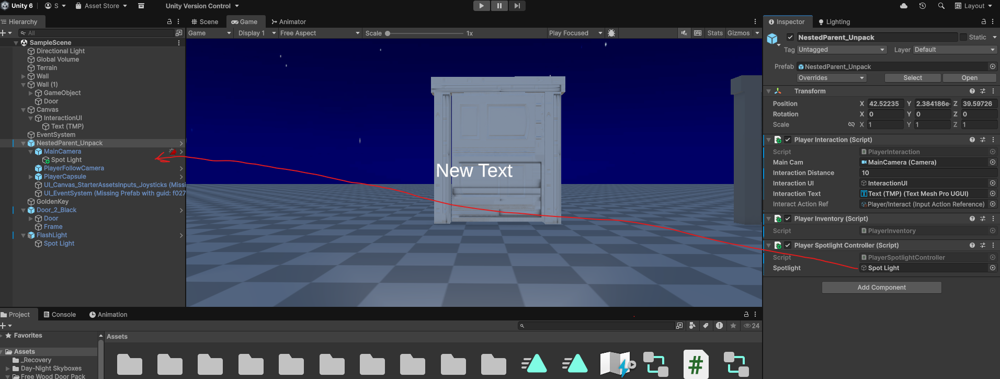 Unity 6
S
Asset Store
Unity Version Control
Layout
Hierarchy
All
SampleScene
Directional Light
Global Volume
Terrain
Wall
Wall (1)
GameObject
Door
Canvas
InteractionUI
Text (TMP)
EventSystem
NestedParent_Unpack
MainCamera
Spot Light
PlayerFollowCamera
PlayerCapsule
UI_Canvas_StarterAssetsInputs_Joysticks (Missi
UI_EventSystem (Missing Prefab with guid: f027
GoldenKey
Door_2_Black
Door
Frame
FlashLight
Spot Light
Scene
Game
Animator
Game
Display 1
Free Aspect
Scale
1x
Play Focused
Stats
Gizmos
New Text
Inspector
Lighting
NestedParent_Unpack
Static
Tag
Untagged
Layer
Default
Prefab
NestedParent_Unpack
Overrides
Select
Open
Transform
Position X 42.52235 Y 2.384186e- Z 39.59726
Rotation X 0 Y 0 Z 0
Scale X 1 Y 1 Z 1
Player Interaction (Script)
Script PlayerInteraction
Main Cam MainCamera (Camera)
Interaction Distance 10
Interaction UI InteractionUI
Interaction Text Text (TMP) (Text Mesh Pro UGUI)
Interact Action Ref Player/Interact (Input Action Reference)
Player Inventory (Script)
Script PlayerInventory
Player Spotlight Controller (Script)
Script PlayerSpotlightController
Spotlight Spot Light
Add Component
Project
Console
Animation
24
Favorites
Assets
_Recovery
Day-Night Skyboxes
Free Wood Door Pack
Assets
#